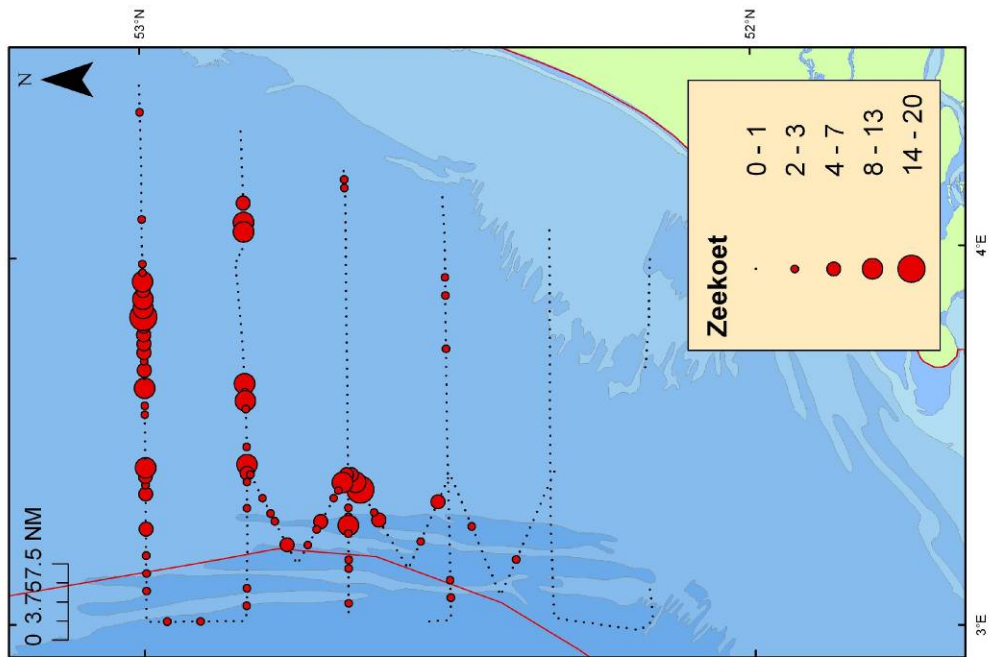 N
0 3.757.5 NM
53°N
52°N
3°E
4°E
Zeekoet
0 - 1
2 - 3
4 - 7
8 - 13
14 - 20